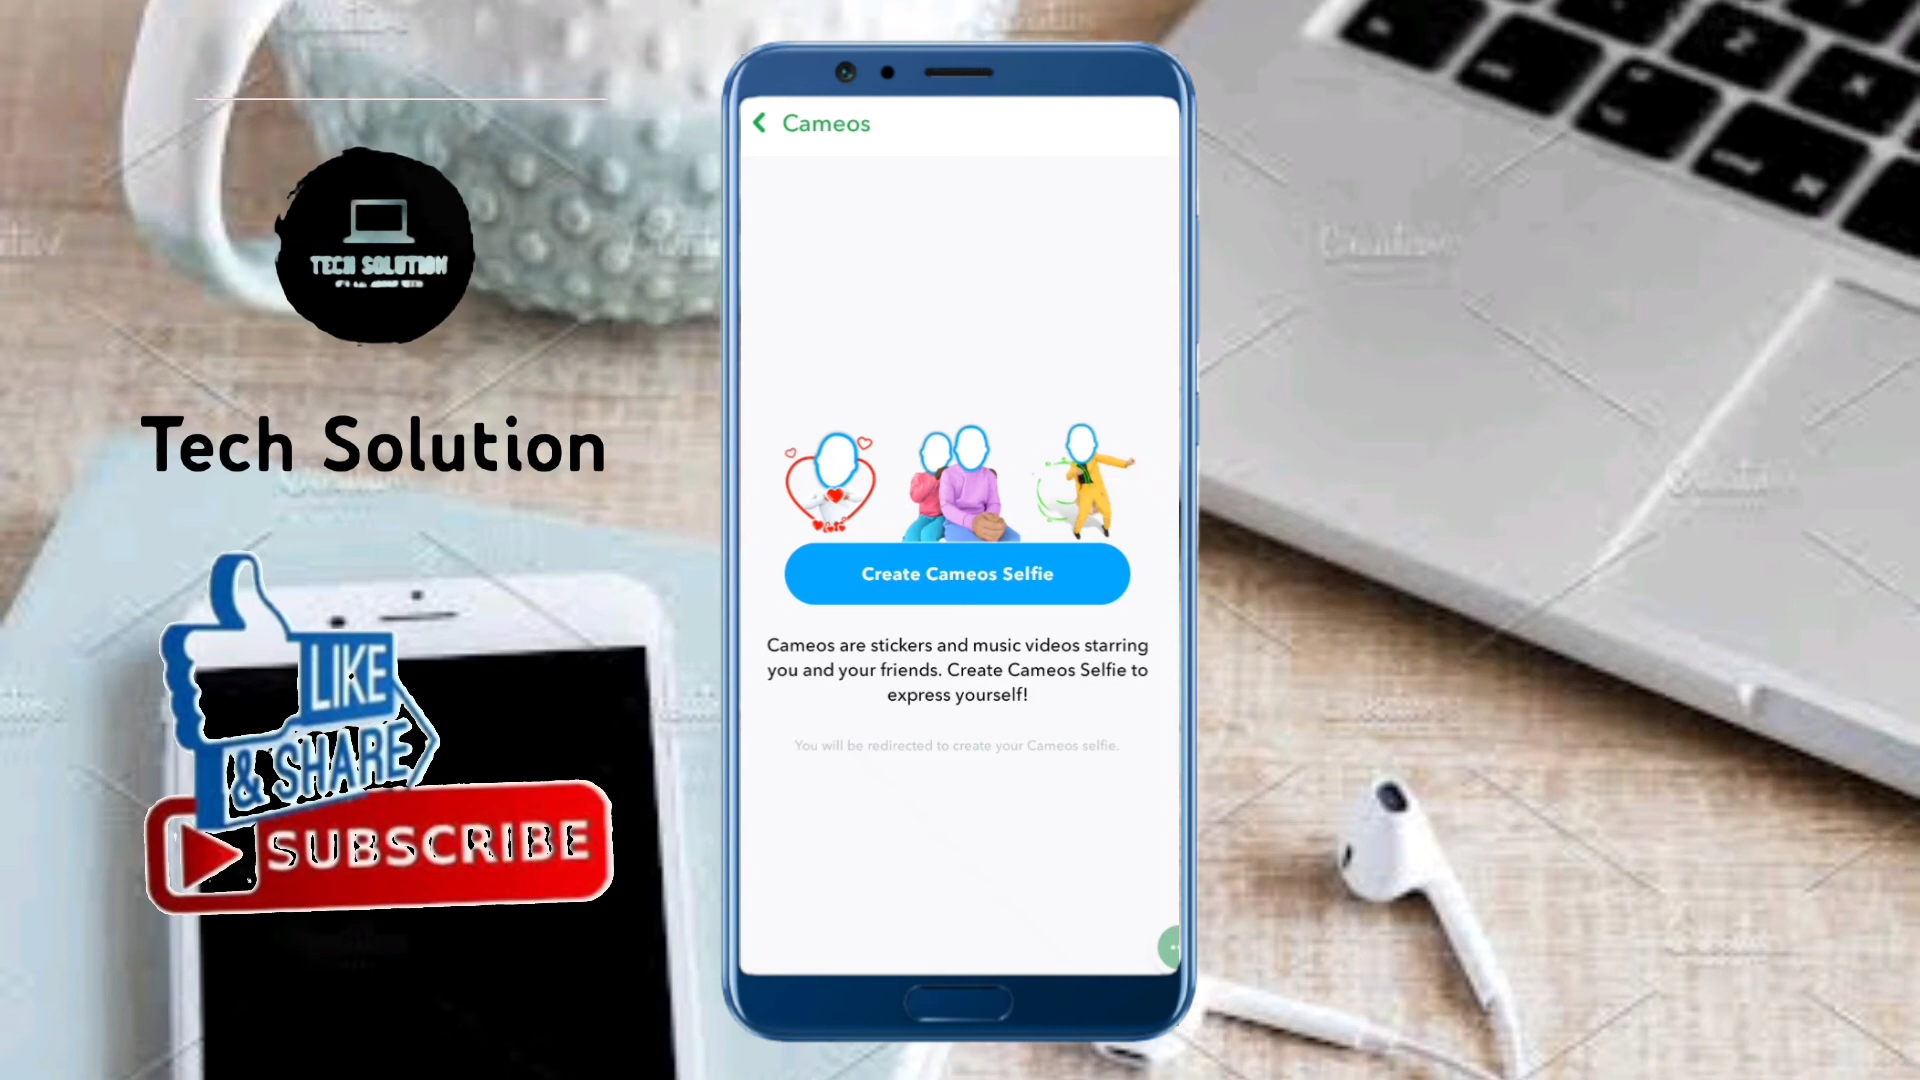 TECH SOLUTION
Tech Solution
LIKE
& SHARE
SUBSCRIBE
Cameos
Create Cameos Selfie
Cameos are stickers and music videos starring
you and your friends. Create Cameos Selfie to
express yourself!
You will be redirected to create your Cameos selfie.